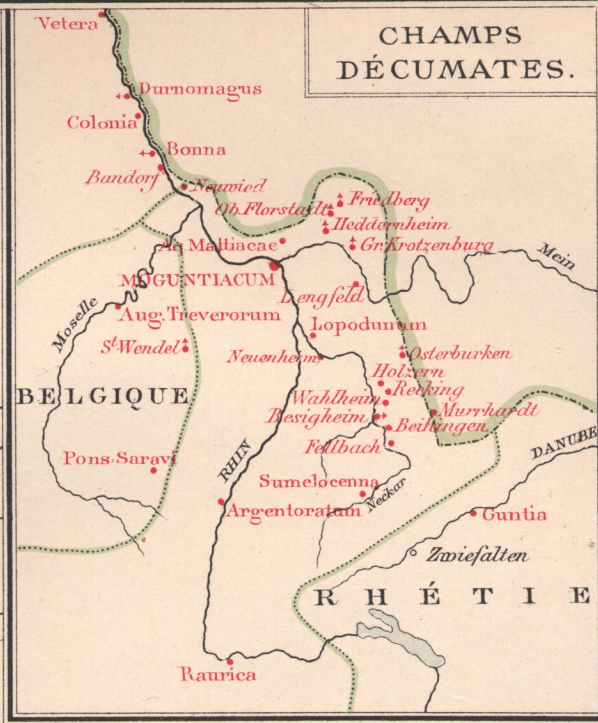 CHAMPS
DÉCUMATES.
Vetera
Durnomagus
Colonia
Bonna
Bandorf
Neuwied
Ob. Florstadt
Friedberg
Heddernheim
Aq. Mattiacae
Gr. Krotzenburg
Mein
MOGUNTIACUM
Lengfeld
Moselle
Aug. Treverorum
Lopodunum
St Wendel
Neuenheim
Osterburken
Holzern
BELGIQUE
Wahlheim
Recking
Besigheim
Murrhardt
Beihingen
Fellbach
DANUBE
Pons Saravi
RHIN
Sumelocenna
Neckar
Argentoratum
Guntia
Zwiefalten
RHÉTIE
Raurica